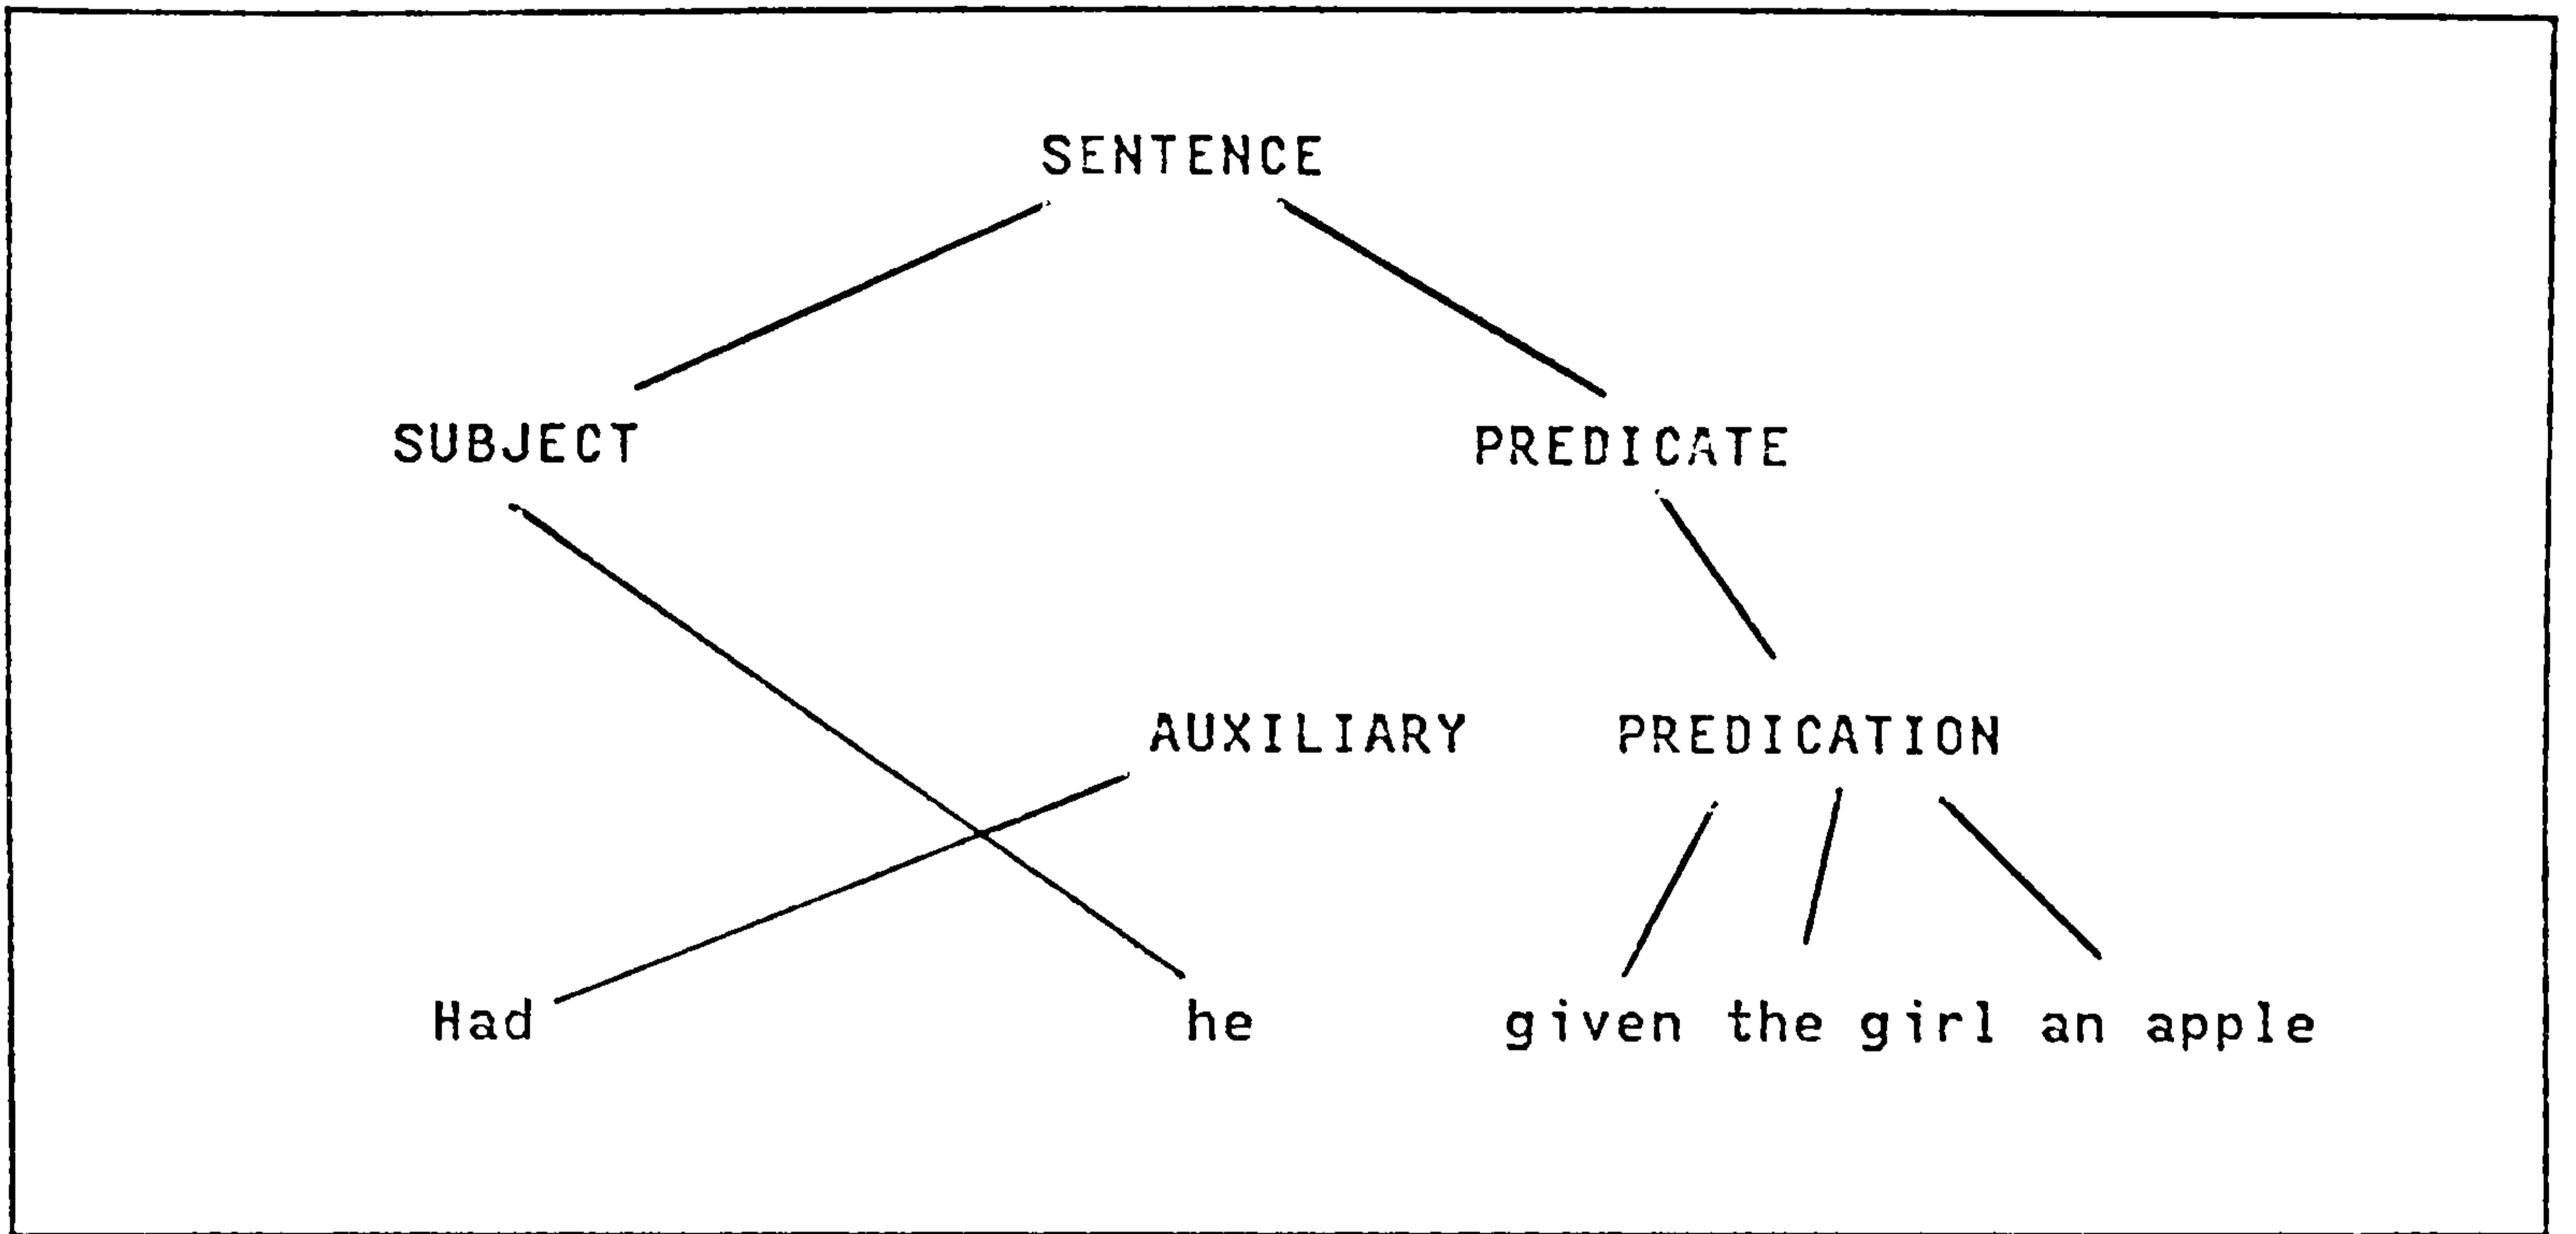 SENTENCE
SUBJECT PREDICATE
AUXILIARY PREDICATION
Had he given the girl an apple